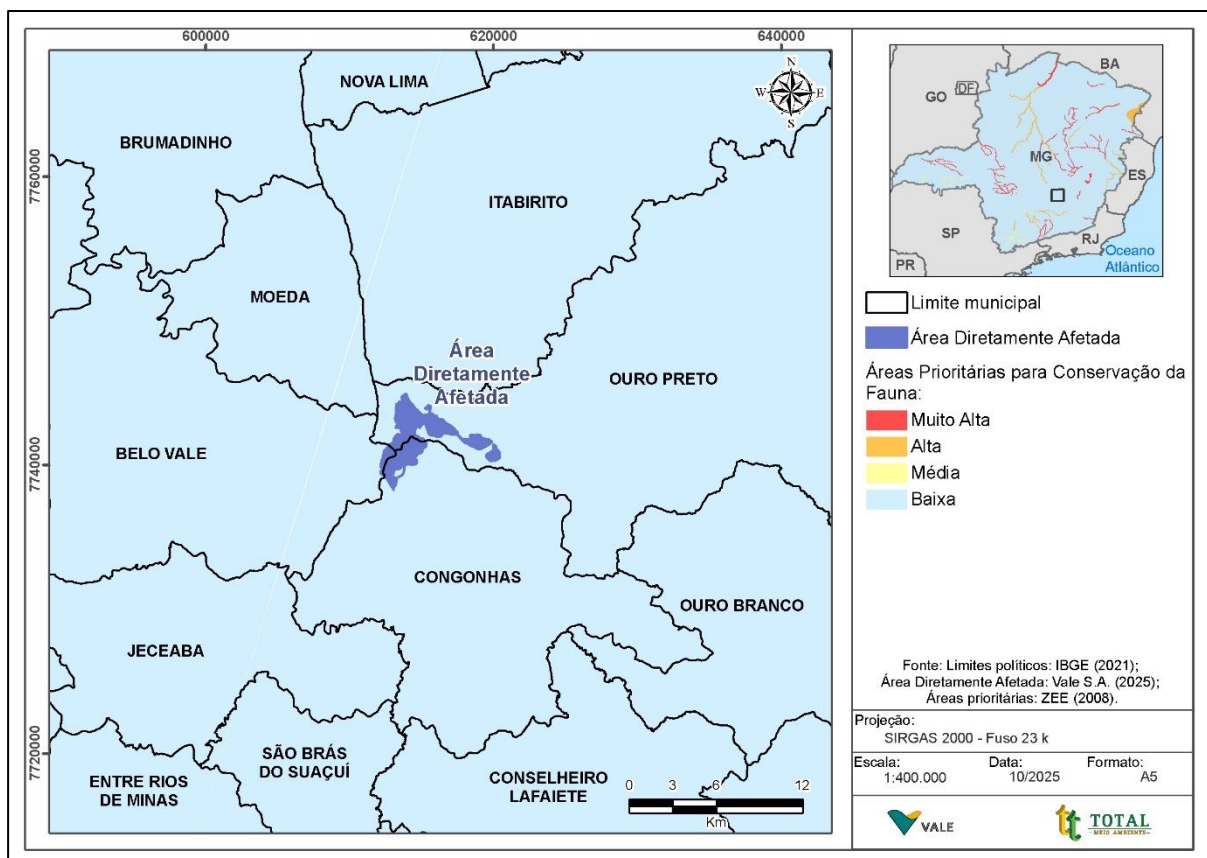 600000
620000
640000
7760000
7740000
7720000
NOVA LIMA
N
W
E
S
BRUMADINHO
ITABIRITO
MOEDA
Área
Diretamente
Afetada
OURO PRETO
BELO VALE
CONGONHAS
OURO BRANCO
JECEABA
SÃO BRÁS
DO SUAÇUÍ
ENTRE RIOS
DE MINAS
CONSELHEIRO
LAFAIETE
0 3 6 12
Km
BA
GO
DF
MG
ES
SP
RJ
PR
Oceano
Atlântico
Limite municipal
Área Diretamente Afetada
Áreas Prioritárias para Conservação da
Fauna:
Muito Alta
Alta
Média
Baixa
Fonte: Limites políticos: IBGE (2021);
Área Diretamente Afetada: Vale S.A. (2025);
Áreas prioritárias: ZEE (2008).
Projeção:
SIRGAS 2000 - Fuso 23 k
Escala: Data: Formato:
1:400.000 10/2025 A5
VALE
TOTAL
MEIO AMBIENTE